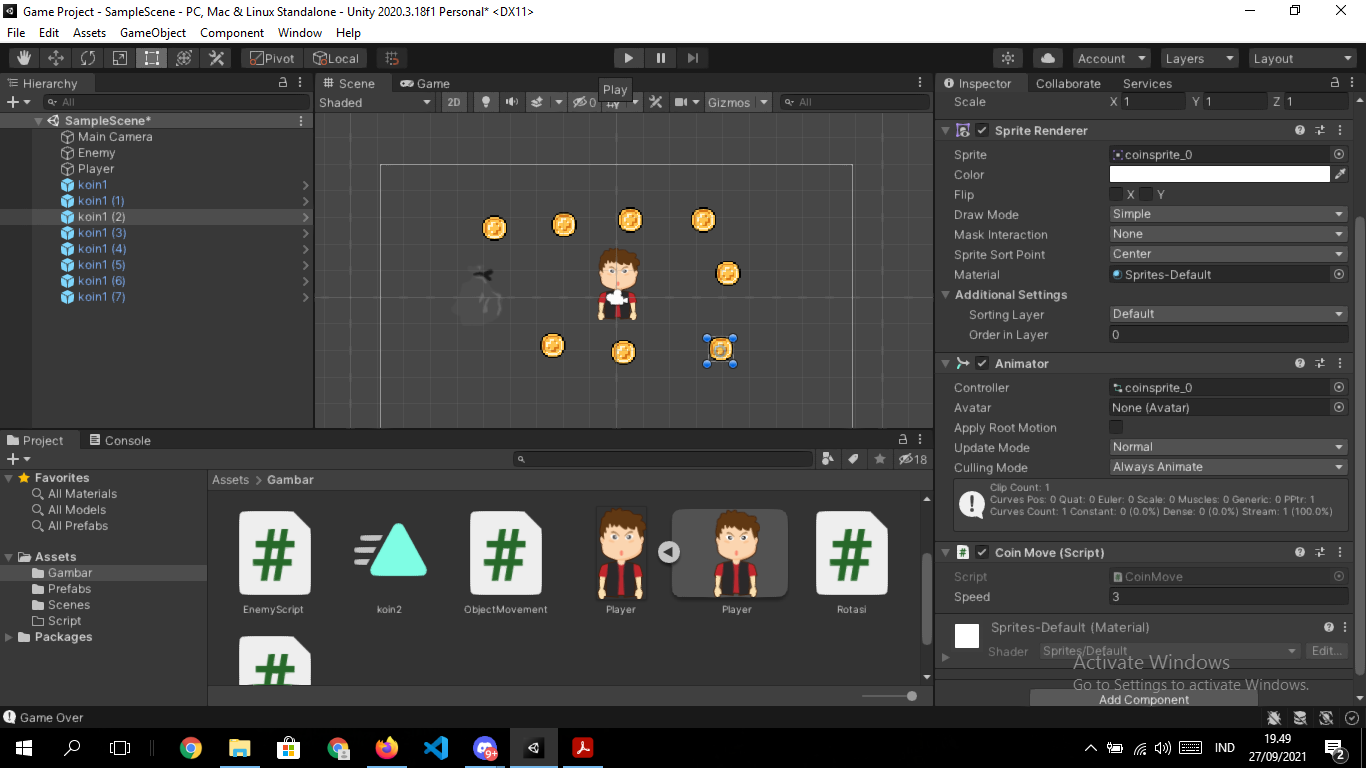 Game Project - SampleScene - PC, Mac & Linux Standalone - Unity 2020.3.18f1 Personal* <DX11>
File Edit Assets GameObject Component Window Help
Pivot Local Account Layers Layout
Hierarchy
All
SampleScene*
Main Camera
Enemy
Player
koin1
koin1 (1)
koin1 (2)
koin1 (3)
koin1 (4)
koin1 (5)
koin1 (6)
koin1 (7)
Scene Game
Shaded 2D 0 Gizmos All
Play
Inspector Collaborate Services
Scale X 1 Y 1 Z 1
Sprite Renderer
Sprite coinsprite_0
Color
Flip X Y
Draw Mode Simple
Mask Interaction None
Sprite Sort Point Center
Material Sprites-Default
Additional Settings
Sorting Layer Default
Order in Layer 0
Animator
Controller coinsprite_0
Avatar None (Avatar)
Apply Root Motion
Update Mode Normal
Culling Mode Always Animate
Clip Count: 1
Curves Pos: 0 Quat: 0 Euler: 0 Scale: 0 Muscles: 0 Generic: 0 PPtr: 1
Curves Count: 1 Constant: 0 (0.0%) Dense: 0 (0.0%) Stream: 1 (100.0%)
Coin Move (Script)
Script CoinMove
Speed 3
Sprites-Default (Material)
Shader Sprites/Default Edit...
Activate Windows
Go to Settings to activate Windows.
Add Component
Project Console
18
Favorites
All Materials
All Models
All Prefabs
Assets
Gambar
Prefabs
Scenes
Script
Packages
Assets > Gambar
EnemyScript koin2 ObjectMovement Player Player Rotasi
Game Over
9+
IND
19.49
27/09/2021
2